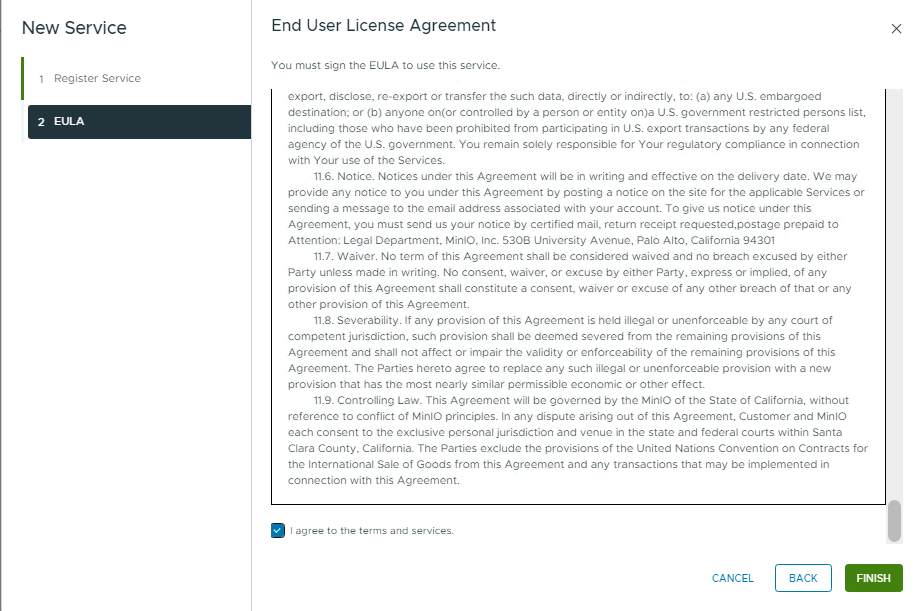 New Service
1 Register Service
2 EULA
End User License Agreement
You must sign the EULA to use this service.
export, disclose, re-export or transfer the such data, directly or indirectly, to: (a) any U.S. embargoed
destination; or (b) anyone on(or controlled by a person or entity on)a U.S. government restricted persons list,
including those who have been prohibited from participating in U.S. export transactions by any federal
agency of the U.S. government. You remain solely responsible for Your regulatory compliance in connection
with Your use of the Services.
11.6. Notice. Notices under this Agreement will be in writing and effective on the delivery date. We may
provide any notice to you under this Agreement by posting a notice on the site for the applicable Services or
sending a message to the email address associated with your account. To give us notice under this
Agreement, you must send us your notice by certified mail, return receipt requested,postage prepaid to
Attention: Legal Department, MinIO, Inc. 530B University Avenue, Palo Alto, California 94301
11.7. Waiver. No term of this Agreement shall be considered waived and no breach excused by either
Party unless made in writing. No consent, waiver, or excuse by either Party, express or implied, of any
provision of this Agreement shall constitute a consent, waiver or excuse of any other breach of that or any
other provision of this Agreement.
11.8. Severability. If any provision of this Agreement is held illegal or unenforceable by any court of
competent jurisdiction, such provision shall be deemed severed from the remaining provisions of this
Agreement and shall not affect or impair the validity or enforceability of the remaining provisions of this
Agreement. The Parties hereto agree to replace any such illegal or unenforceable provision with a new
provision that has the most nearly similar permissible economic or other effect.
11.9. Controlling Law. This Agreement will be governed by the MinIO of the State of California, without
reference to conflict of MinIO principles. In any dispute arising out of this Agreement, Customer and MinIO
each consent to the exclusive personal jurisdiction and venue in the state and federal courts within Santa
Clara County, California. The Parties exclude the provisions of the United Nations Convention on Contracts for
the International Sale of Goods from this Agreement and any transactions that may be implemented in
connection with this Agreement.
I agree to the terms and services.
CANCEL
BACK
FINISH